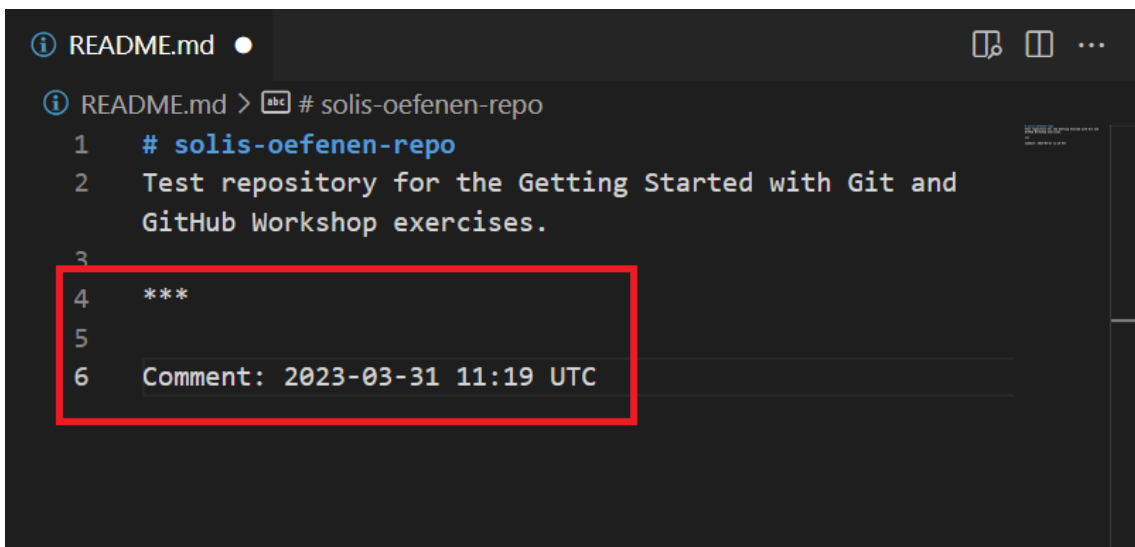 README.md
README.md > # solis-oefenen-repo
1 # solis-oefenen-repo
2 Test repository for the Getting Started with Git and
GitHub Workshop exercises.
3
4 ***
5
6 Comment: 2023-03-31 11:19 UTC